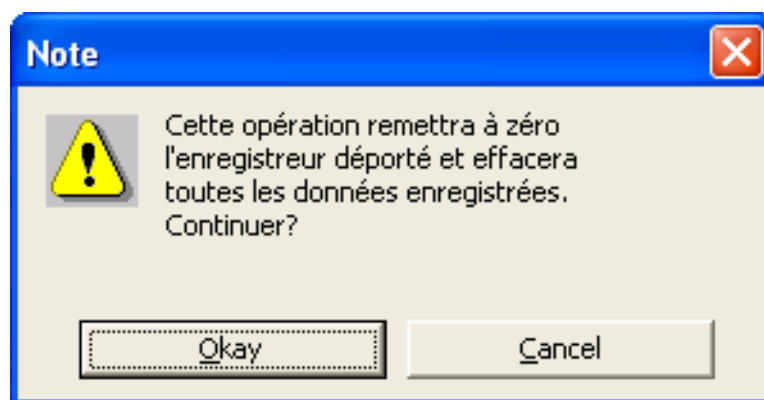 Note
Cette opération remettra à zéro
l'enregistreur déporté et effacera
toutes les données enregistrées.
Continuer?
Okay
Cancel